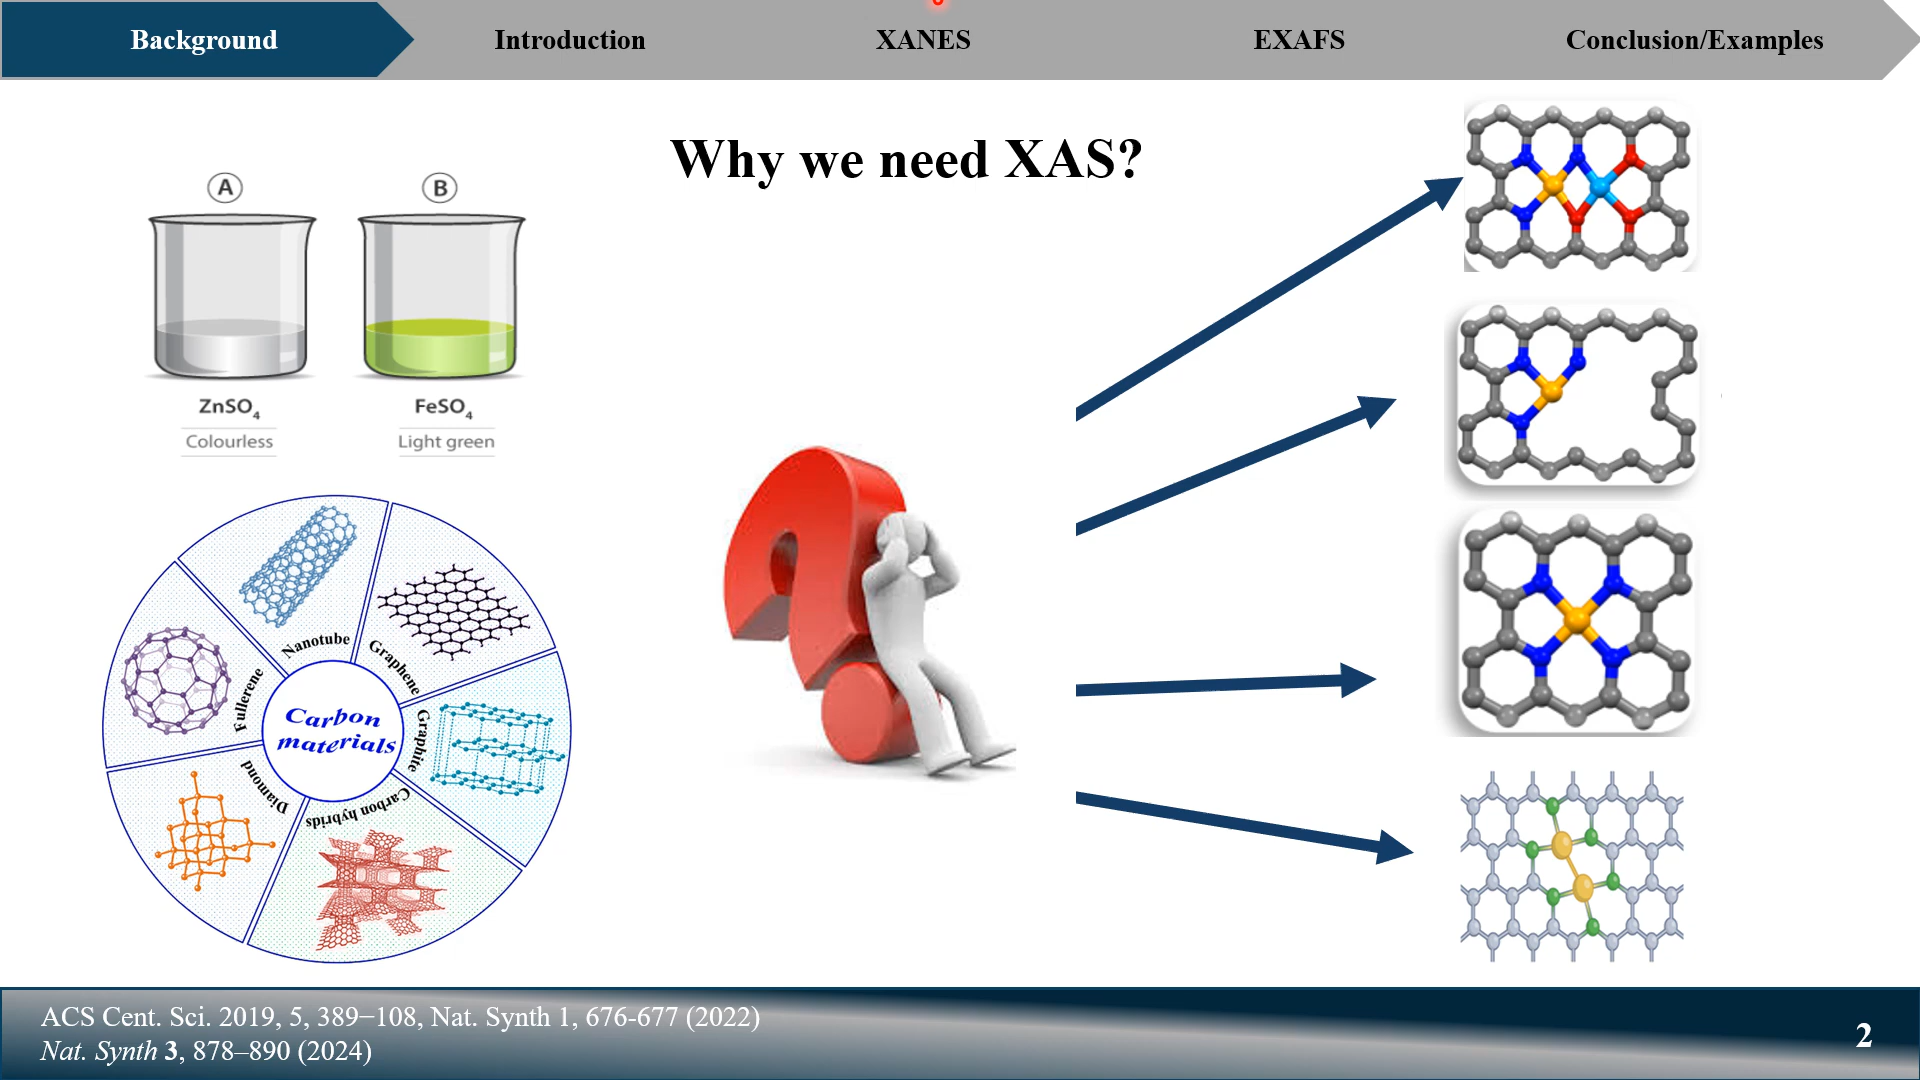 Background
Introduction
XANES
EXAFS
Conclusion/Examples
Why we need XAS?
A
B
ZnSO4
Colourless
FeSO4
Light green
Nanotube
Graphene
Graphite
Carbon hybrids
Diamond
Fullerene
Carbon
materials
ACS Cent. Sci. 2019, 5, 389−108, Nat. Synth 1, 676-677 (2022)
Nat. Synth 3, 878–890 (2024)
2